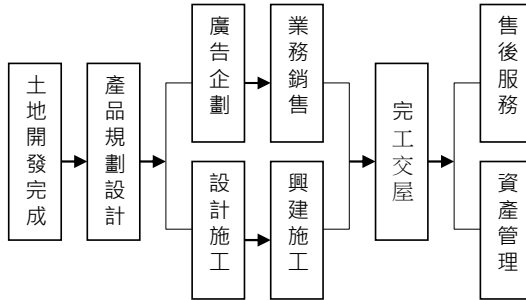 土地開發完成
產品規劃設計
廣告企劃
業務銷售
設計施工
興建施工
完工交屋
售後服務
資產管理